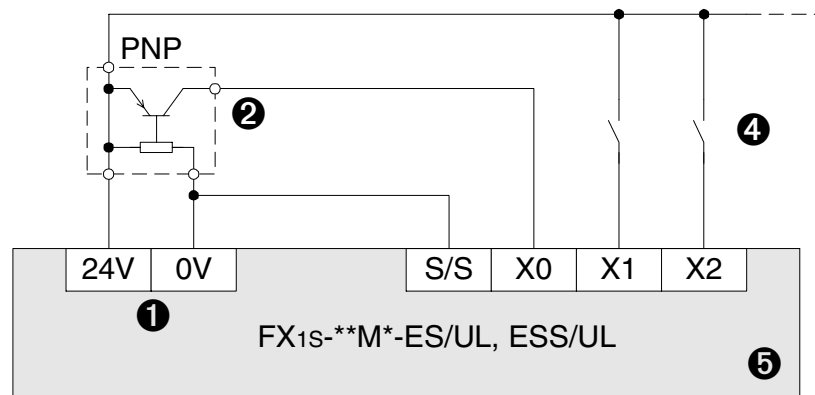 PNP
❷
❹
24V 0V S/S X0 X1 X2
❶
FX1S-**M*-ES/UL, ESS/UL
❺